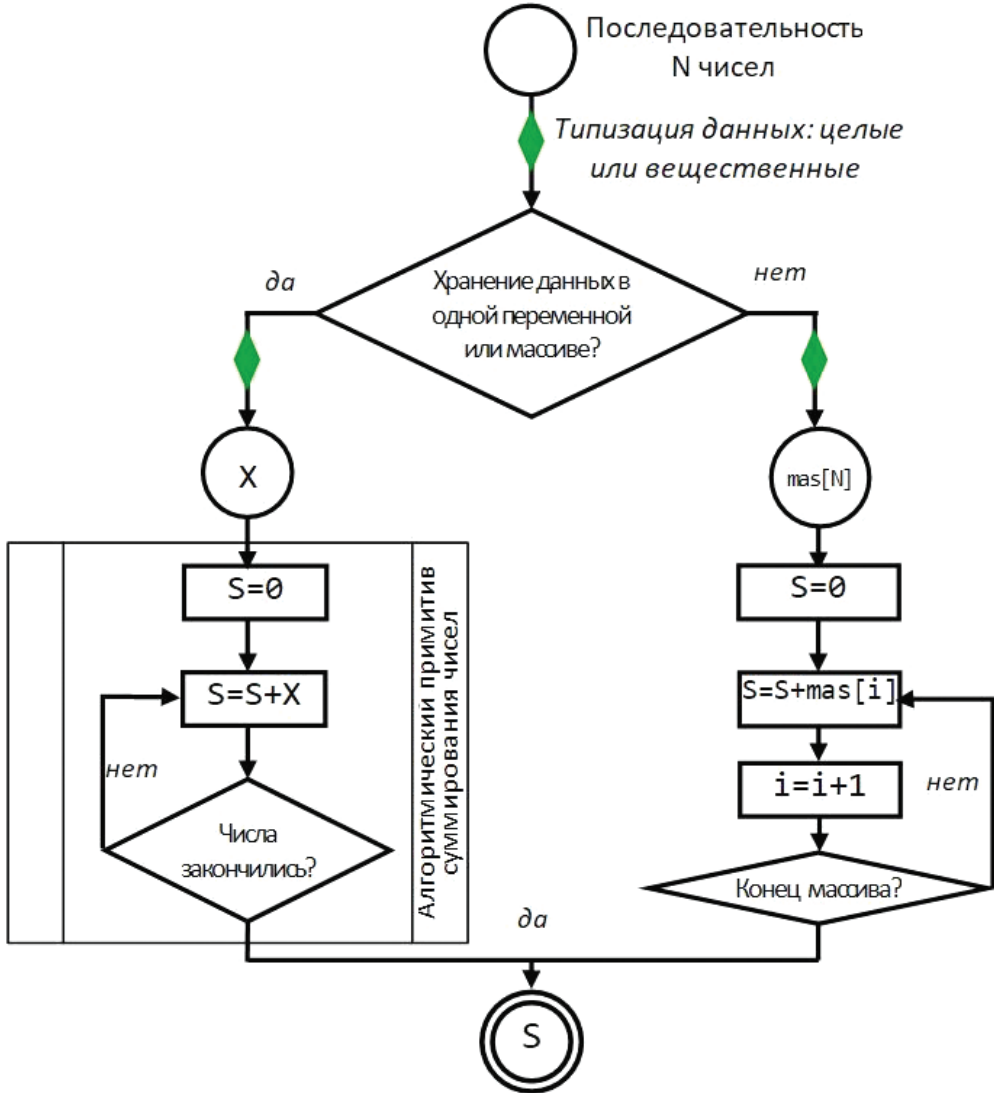 Последовательность
N чисел
Типизация данных: целые
или вещественные
да
нет
Хранение данных в
одной переменной
или массиве?
X
mas[N]
S=0
S=0
S=S+X
S=S+mas[i]
i=i+1
нет
нет
Числа
закончились?
Конец массива?
Алгоритмический примитив
суммирования чисел
да
S